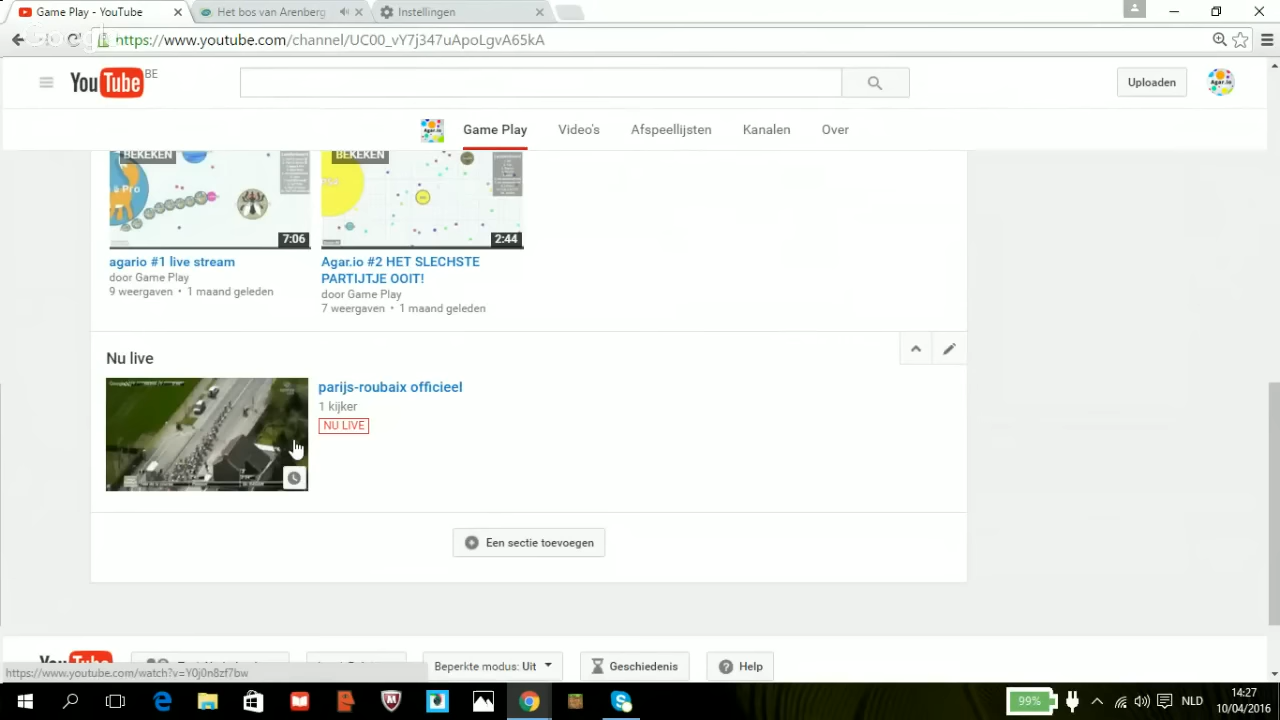 Game Play - YouTube
Het bos van Arenberg
Instellingen
https://www.youtube.com/channel/UC00_vY7j347uApoLgvA65kA
YouTube BE
Uploaden
Agar.io
Game Play
Video's
Afspeellijsten
Kanalen
Over
BEKEKEN
BEKEKEN
7:06
2:44
agario #1 live stream
door Game Play
9 weergaven • 1 maand geleden
Agar.io #2 HET SLECHSTE
PARTIJTJE OOIT!
door Game Play
7 weergaven • 1 maand geleden
Nu live
parijs-roubaix officieel
1 kijker
NU LIVE
Een sectie toevoegen
Beperkte modus: Uit
Geschiedenis
Help
https://www.youtube.com/watch?v=Y0j0n8zf7bw
99%
NLD
14:27
10/04/2016